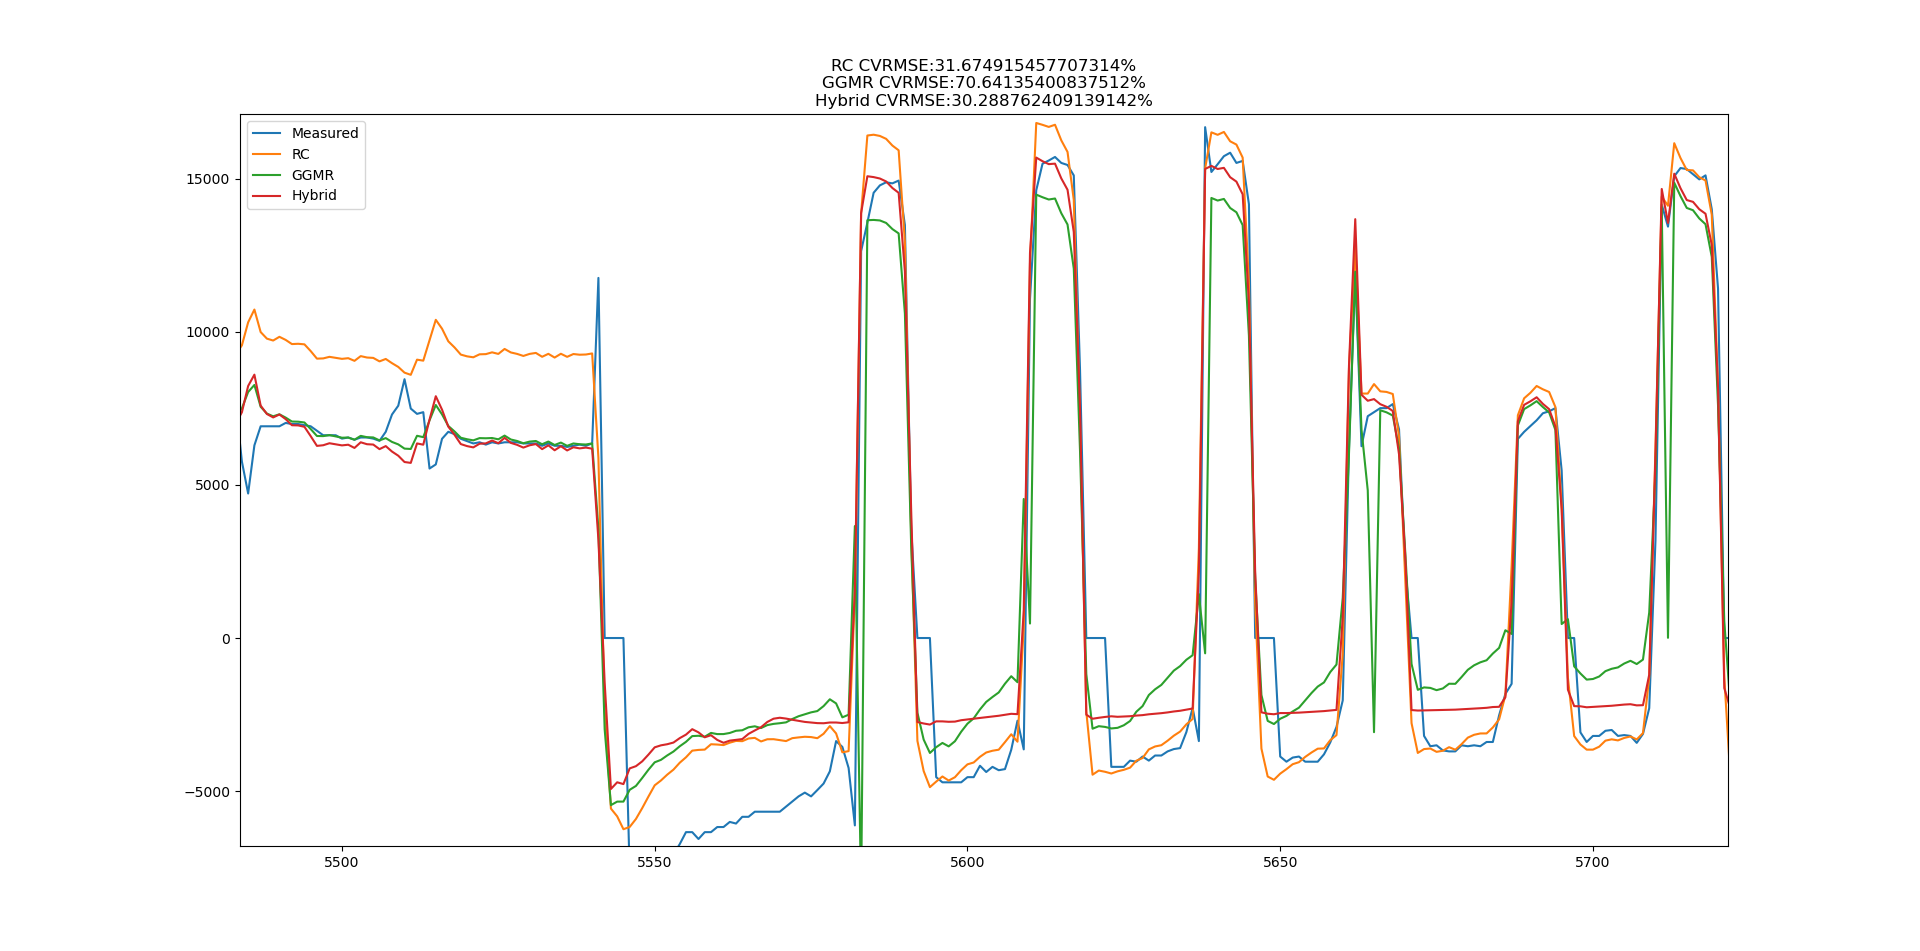 RC CVRMSE:31.674915457707314%
GGMR CVRMSE:70.64135400837512%
Hybrid CVRMSE:30.288762409139142%
Measured
RC
GGMR
Hybrid
15000
10000
5000
0
−5000
5500 5550 5600 5650 5700